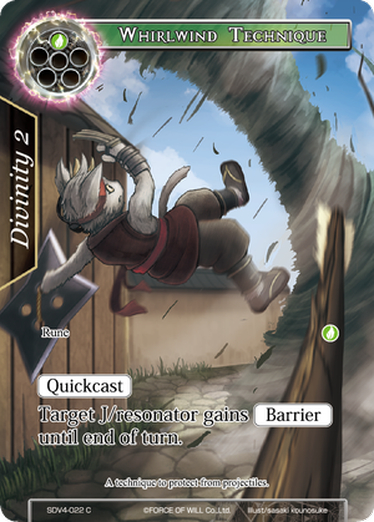 Whirlwind Technique
Divinity 2
Rune
Quickcast
Target J/resonator gains Barrier
until end of turn.
A technique to protect from projectiles.
SDV4-022 C ©FORCE OF WILL Co.,Ltd. Illust/sasaki kounosuke